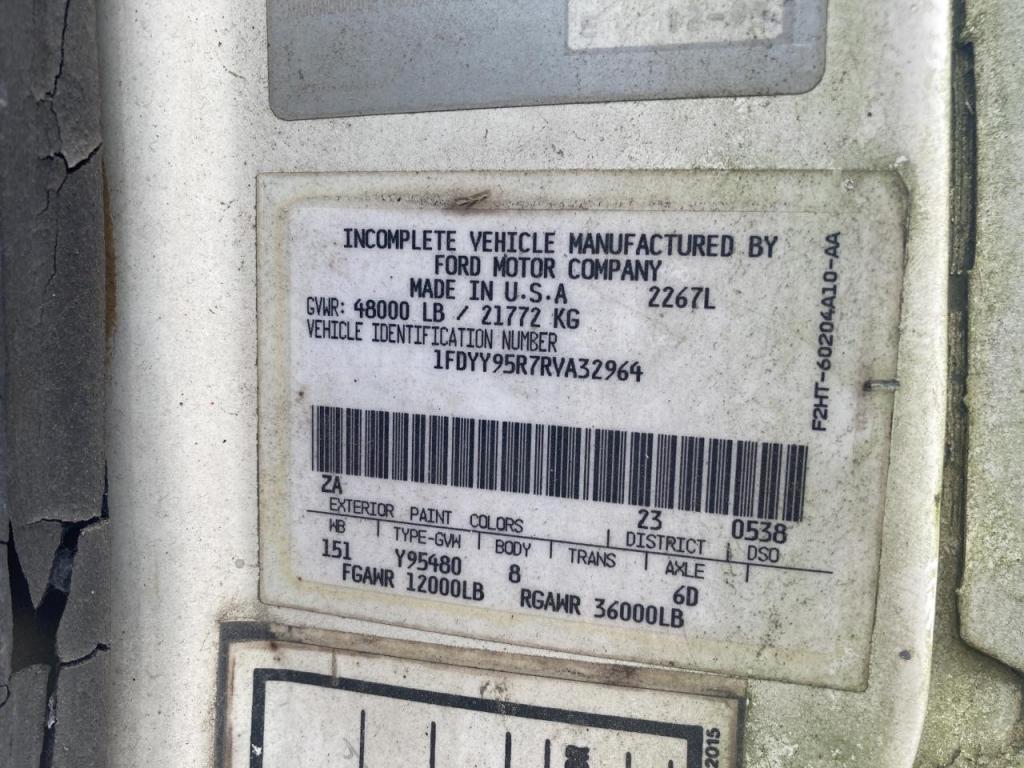 INCOMPLETE VEHICLE MANUFACTURED BY
FORD MOTOR COMPANY
MADE IN U.S.A 2267L
GVWR: 48000 LB / 21772 KG
VEHICLE IDENTIFICATION NUMBER
1FDYY95R7RVA32964
F2HT-60204A10-AA
ZA
EXTERIOR PAINT COLORS 23 0538
WB TYPE-GVW BODY TRANS DISTRICT AXLE DSO
151 Y95480 8 6D
FGAWR 12000LB RGAWR 36000LB
2015